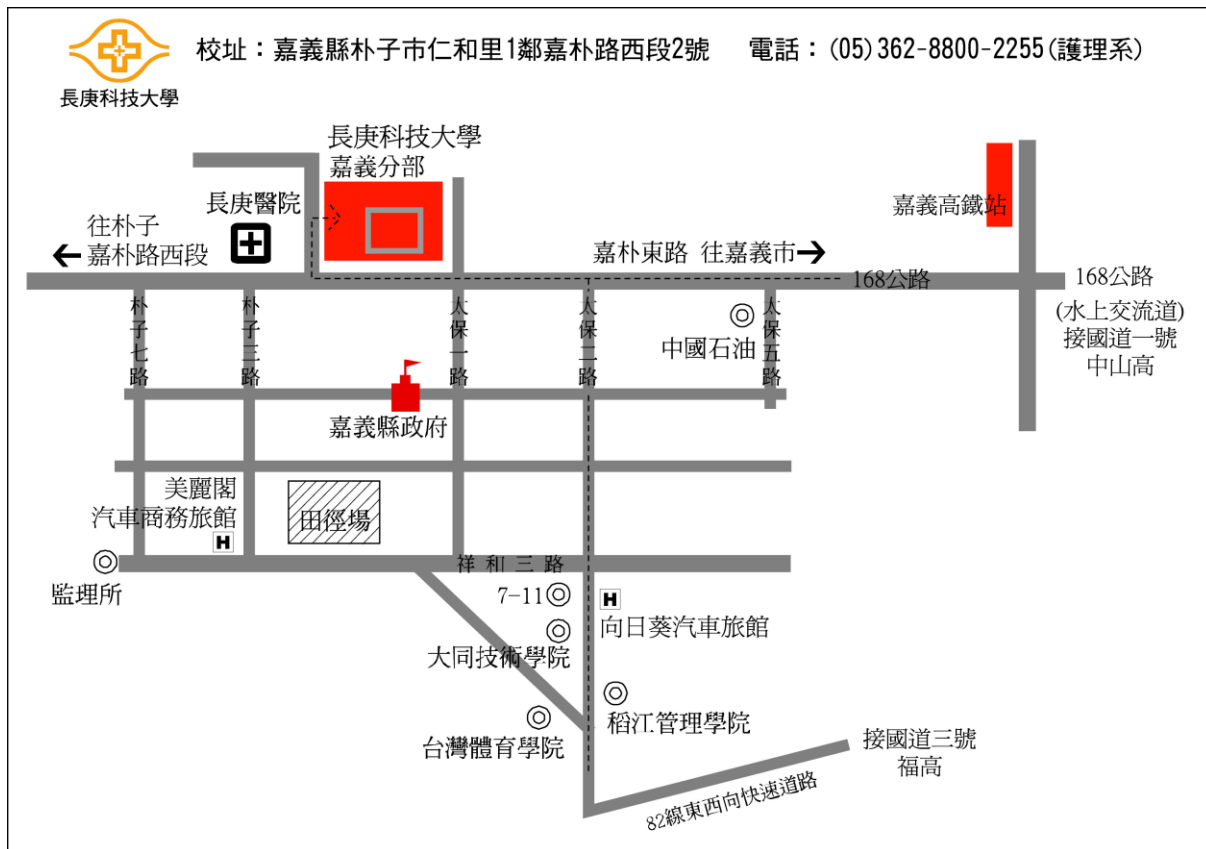 校址：嘉義縣朴子市仁和里1鄰嘉朴路西段2號　電話：(05)362-8800-2255(護理系)
長庚科技大學
長庚科技大學
嘉義分部
長庚醫院
嘉義高鐵站
往朴子
嘉朴路西段
嘉朴東路 往嘉義市
168公路
168公路
(水上交流道)
接國道一號
中山高
朴子七路
朴子三路
太保一路
太保二路
太保五路
中國石油
嘉義縣政府
美麗閣
汽車商務旅館
H
田徑場
祥和三路
監理所
7-11
H
向日葵汽車旅館
大同技術學院
稻江管理學院
台灣體育學院
接國道三號
福高
82線東西向快速道路